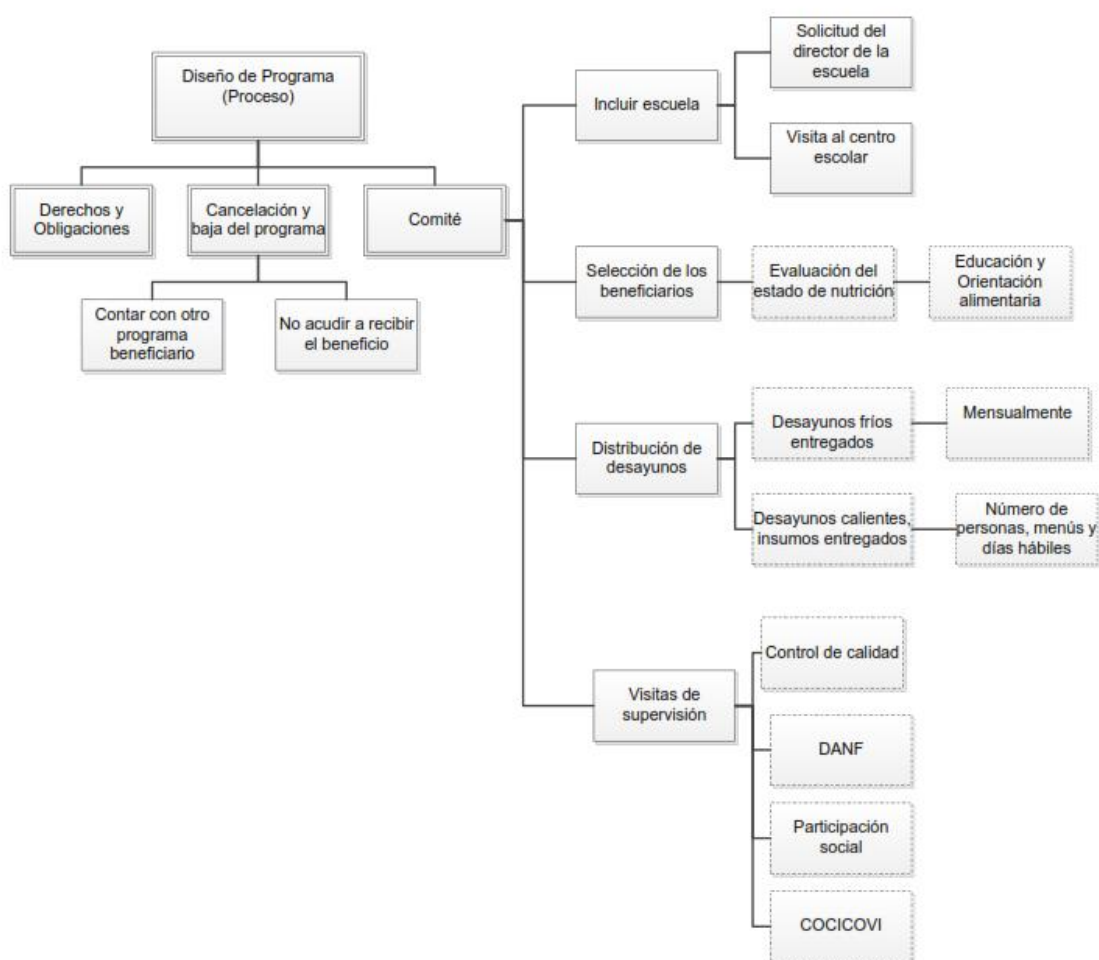 Diseño de Programa
(Proceso)
Derechos y
Obligaciones
Cancelación y
baja del programa
Comité
Contar con otro
programa
beneficiario
No acudir a recibir
el beneficio
Incluir escuela
Solicitud del
director de la
escuela
Visita al centro
escolar
Selección de los
beneficiarios
Evaluación del
estado de nutrición
Educación y
Orientación
alimentaria
Distribución de
desayunos
Desayunos fríos
entregados
Mensualmente
Desayunos calientes,
insumos entregados
Número de
personas, menús y
días hábiles
Visitas de
supervisión
Control de calidad
DANF
Participación
social
COCICOVI